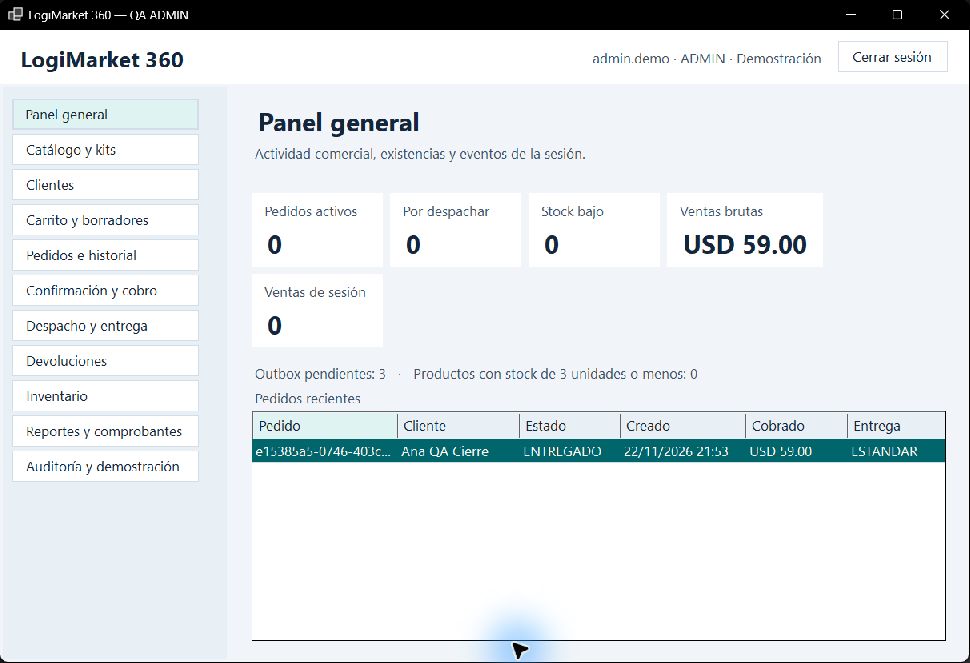 LogiMarket 360 — QA ADMIN
LogiMarket 360
admin.demo · ADMIN · Demostración
Cerrar sesión
Panel general
Catálogo y kits
Clientes
Carrito y borradores
Pedidos e historial
Confirmación y cobro
Despacho y entrega
Devoluciones
Inventario
Reportes y comprobantes
Auditoría y demostración
Panel general
Actividad comercial, existencias y eventos de la sesión.
Pedidos activos
0
Por despachar
0
Stock bajo
0
Ventas brutas
USD 59.00
Ventas de sesión
0
Outbox pendientes: 3 · Productos con stock de 3 unidades o menos: 0
Pedidos recientes
Pedido Cliente Estado Creado Cobrado Entrega
e15385a5-0746-403c... Ana QA Cierre ENTREGADO 22/11/2026 21:53 USD 59.00 ESTANDAR